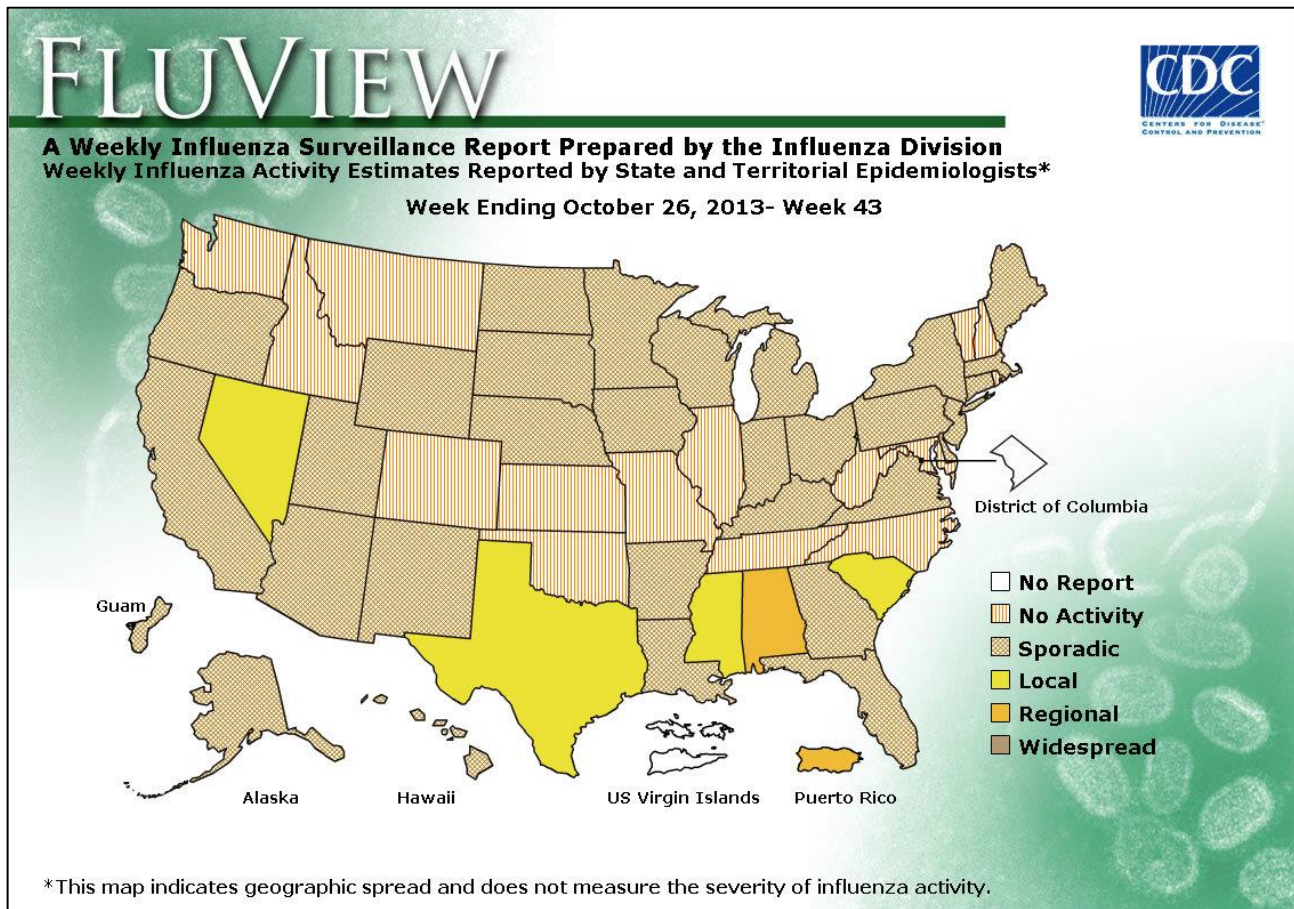 FLUVIEW
CDC
CENTERS FOR DISEASE™
CONTROL AND PREVENTION
A Weekly Influenza Surveillance Report Prepared by the Influenza Division
Weekly Influenza Activity Estimates Reported by State and Territorial Epidemiologists*
Week Ending October 26, 2013- Week 43
District of Columbia
No Report
No Activity
Sporadic
Local
Regional
Widespread
Guam
Alaska
Hawaii
US Virgin Islands
Puerto Rico
*This map indicates geographic spread and does not measure the severity of influenza activity.